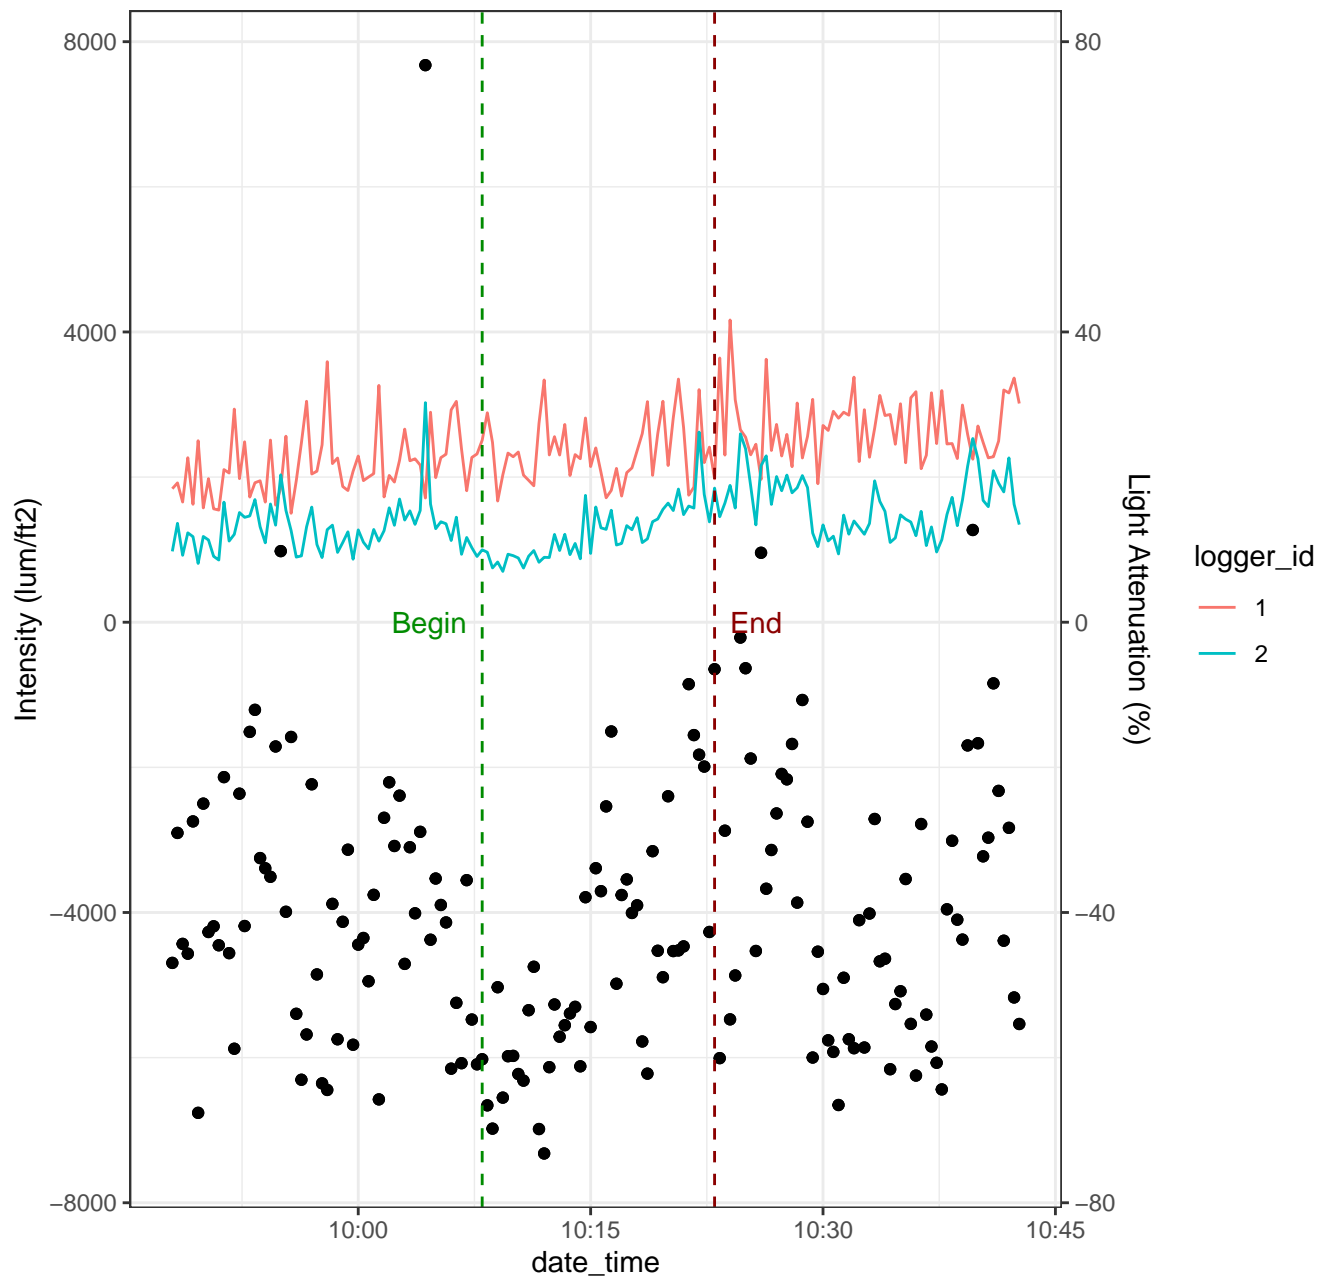 8000
4000
0
−4000
−8000
Intensity (lum/ft2)
80
40
0
−40
−80
Light Attenuation (%)
Begin
End
10:00
10:15
10:30
10:45
date_time
logger_id
1
2